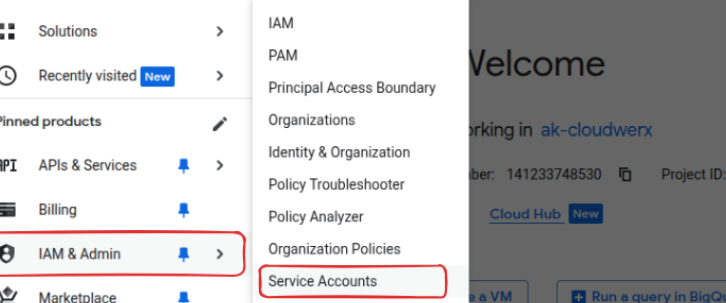 Solutions
Recently visited New
Pinned products
API APIs & Services
Billing
IAM & Admin
Marketplace
IAM
PAM
Principal Access Boundary
Organizations
Identity & Organization
Policy Troubleshooter
Policy Analyzer
Organization Policies
Service Accounts
Welcome
orking in ak-cloudwerx
ber: 141233748530 Project ID:
Cloud Hub New
e a VM Run a query in BigQu